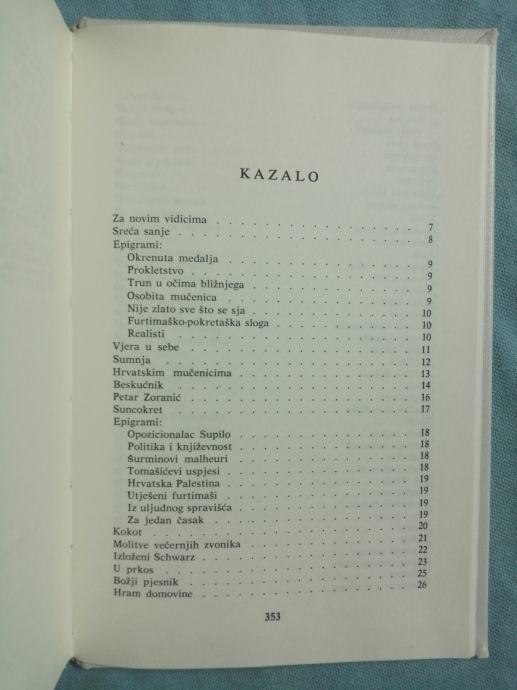 KAZALO
Za novim vidicima . . . . . . . . . . . . 7
Sreća sanje . . . . . . . . . . . . 8
Epigrami:
Okrenuta medalja . . . . . . . . . . . . 9
Prokletstvo . . . . . . . . . . . . 9
Trun u očima bližnjega . . . . . . . . . . . . 9
Osobita mučenica . . . . . . . . . . . . 9
Nije zlato sve što se sja . . . . . . . . . . . . 10
Furtimaško-pokretaška sloga . . . . . . . . . . . . 10
Realisti . . . . . . . . . . . . 10
Vjera u sebe . . . . . . . . . . . . 11
Sumnja . . . . . . . . . . . . 12
Hrvatskim mučenicima . . . . . . . . . . . . 13
Beskućnik . . . . . . . . . . . . 14
Petar Zoranić . . . . . . . . . . . . 16
Suncokret . . . . . . . . . . . . 17
Epigrami:
Opozicionalac Supilo . . . . . . . . . . . . 18
Politika i književnost . . . . . . . . . . . . 18
Šurminovi malheuri . . . . . . . . . . . . 18
Tomašićevi uspjesi . . . . . . . . . . . . 18
Hrvatska Palestina . . . . . . . . . . . . 19
Utješeni furtimaši . . . . . . . . . . . . 19
Iz uljudnog spravišća . . . . . . . . . . . . 19
Za jedan časak . . . . . . . . . . . . 19
Kokot . . . . . . . . . . . . 20
Molitve večernjih zvonika . . . . . . . . . . . . 21
Izloženi Schwarz . . . . . . . . . . . . 22
U prkos . . . . . . . . . . . . 23
Božji pjesnik . . . . . . . . . . . . 25
Hram domovine . . . . . . . . . . . . 26
353